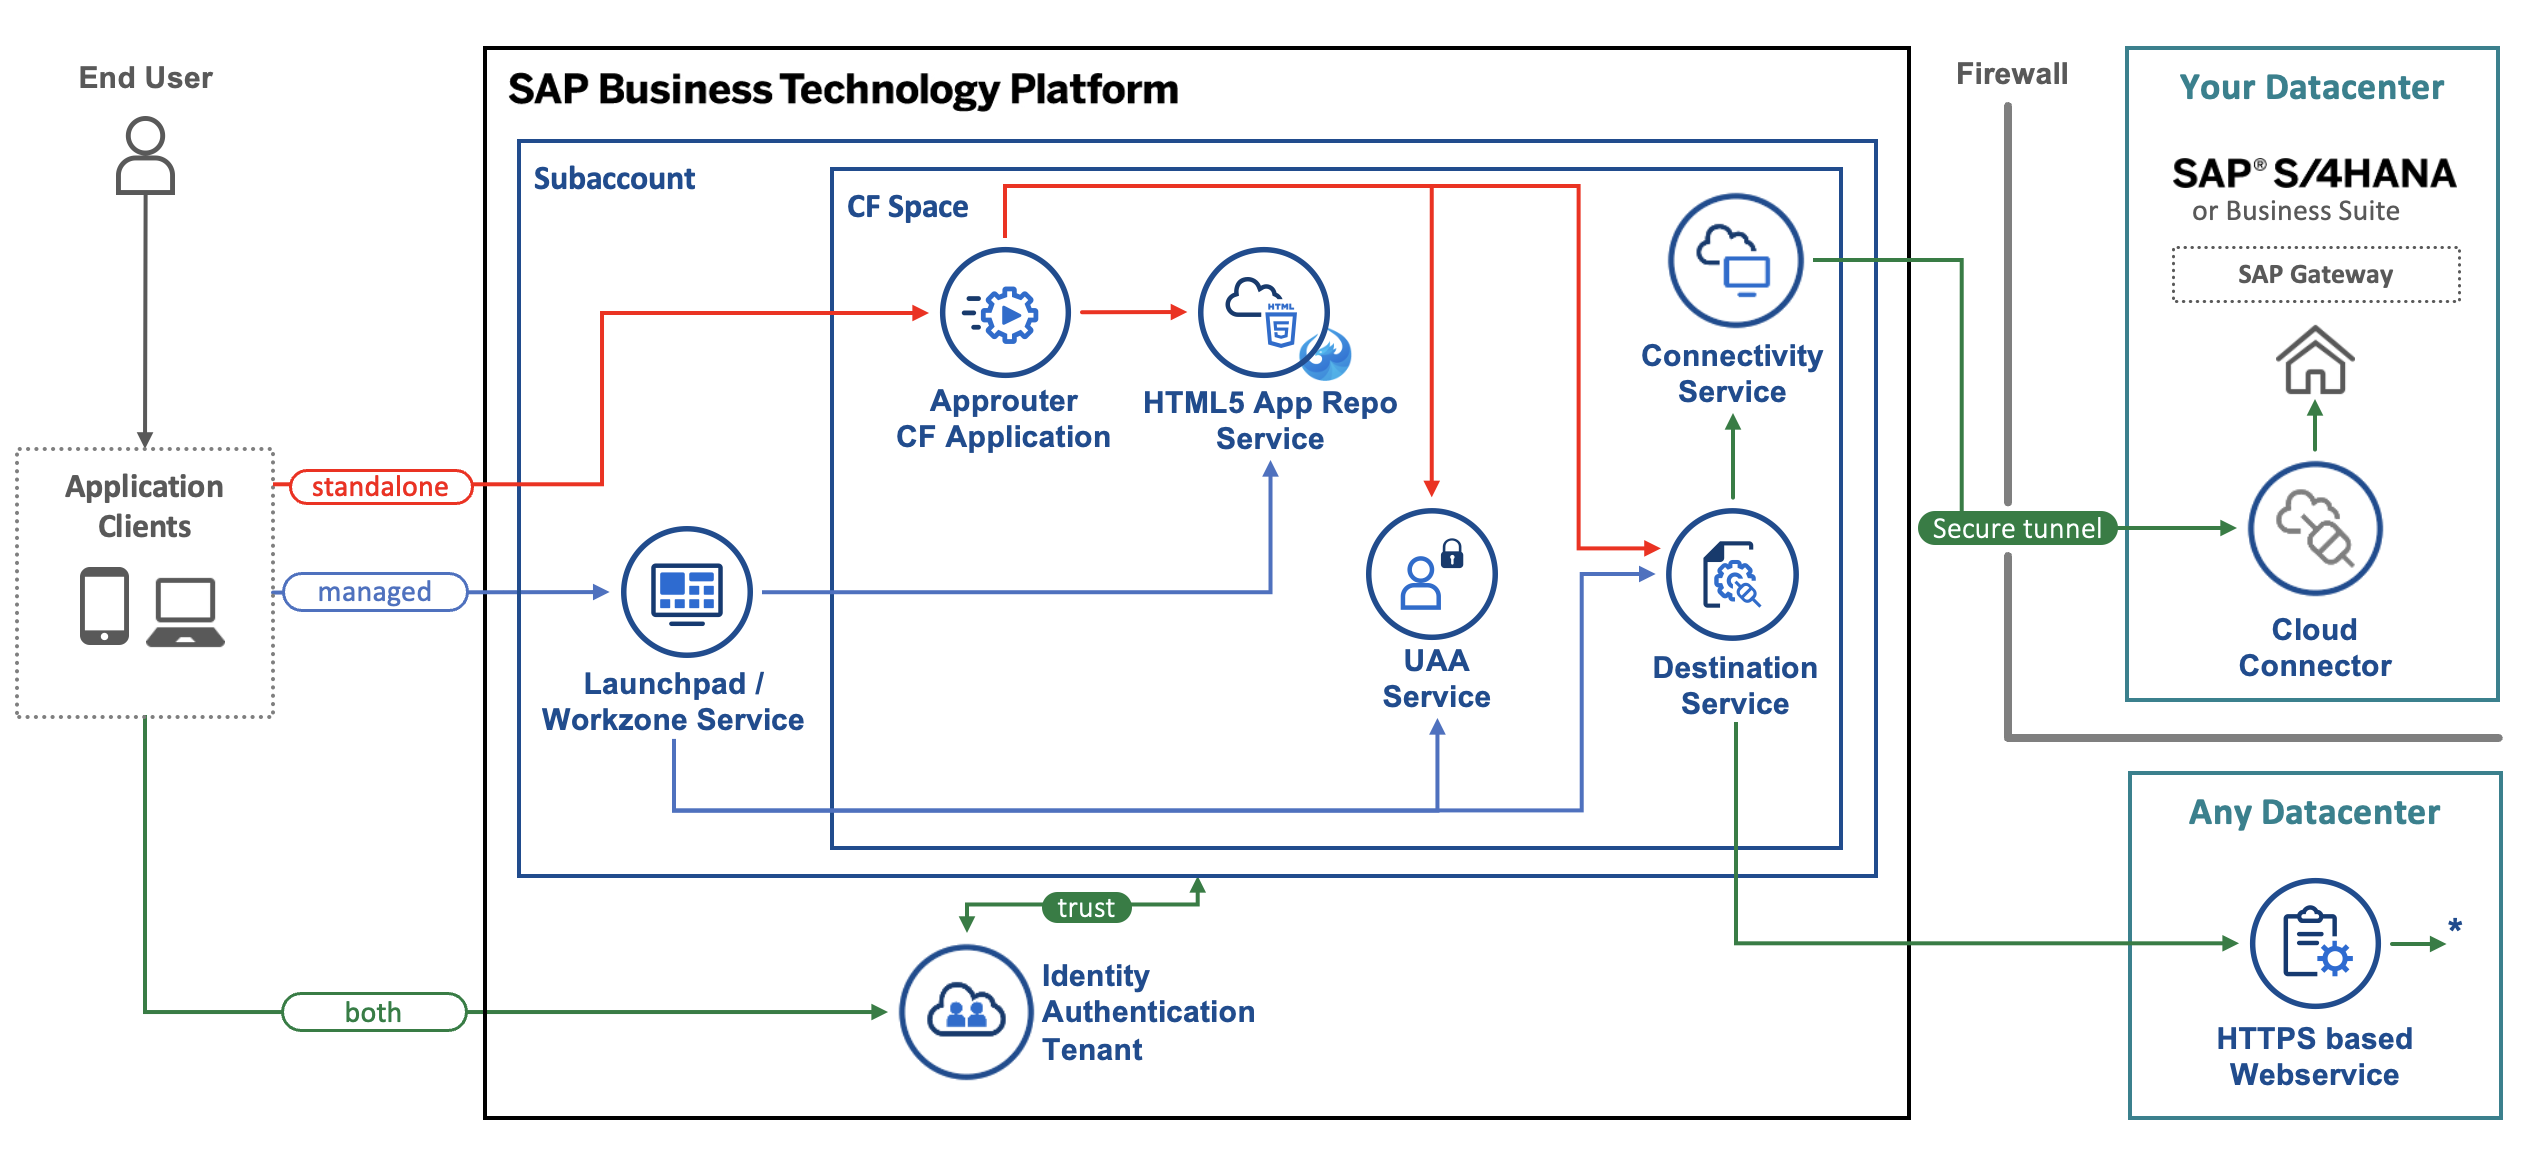 End User
Application
Clients
standalone
managed
both
SAP Business Technology Platform
Subaccount
CF Space
Approuter
CF Application
HTML
5
HTML5 App Repo
Service
Connectivity
Service
Launchpad /
Workzone Service
UAA
Service
Destination
Service
trust
Identity
Authentication
Tenant
Firewall
Secure tunnel
Your Datacenter
SAP® S/4HANA
or Business Suite
SAP Gateway
Cloud
Connector
Any Datacenter
*
HTTPS based
Webservice